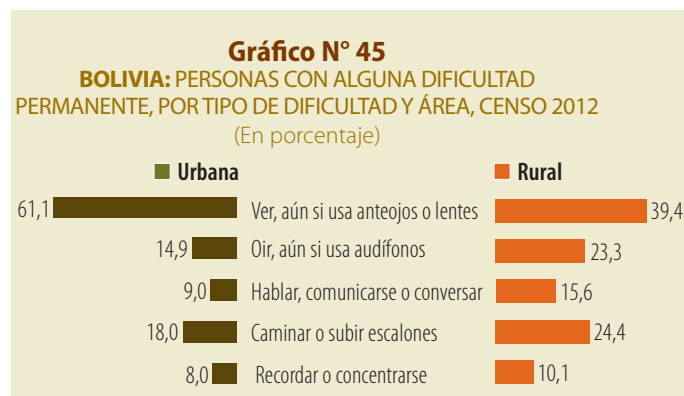 Gráfico N° 45
BOLIVIA: PERSONAS CON ALGUNA DIFICULTAD
PERMANENTE, POR TIPO DE DIFICULTAD Y ÁREA, CENSO 2012
(En porcentaje)
Urbana Rural
61,1 Ver, aún si usa anteojos o lentes 39,4
14,9 Oir, aún si usa audífonos 23,3
9,0 Hablar, comunicarse o conversar 15,6
18,0 Caminar o subir escalones 24,4
8,0 Recordar o concentrarse 10,1